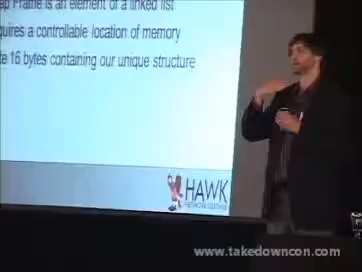 Frame is an element of a linked list
quires a controllable location of memory
te 16 bytes containing our unique structure
HAWK
www.takedowncon.com